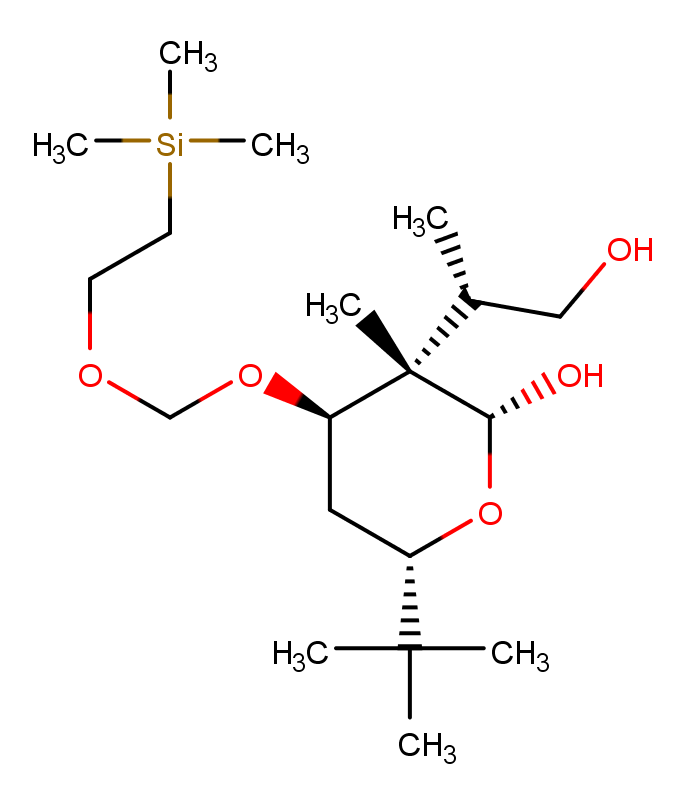 CH3
H3C Si CH3
H3C
OH
H3C
O O OH
O
H3C CH3
CH3